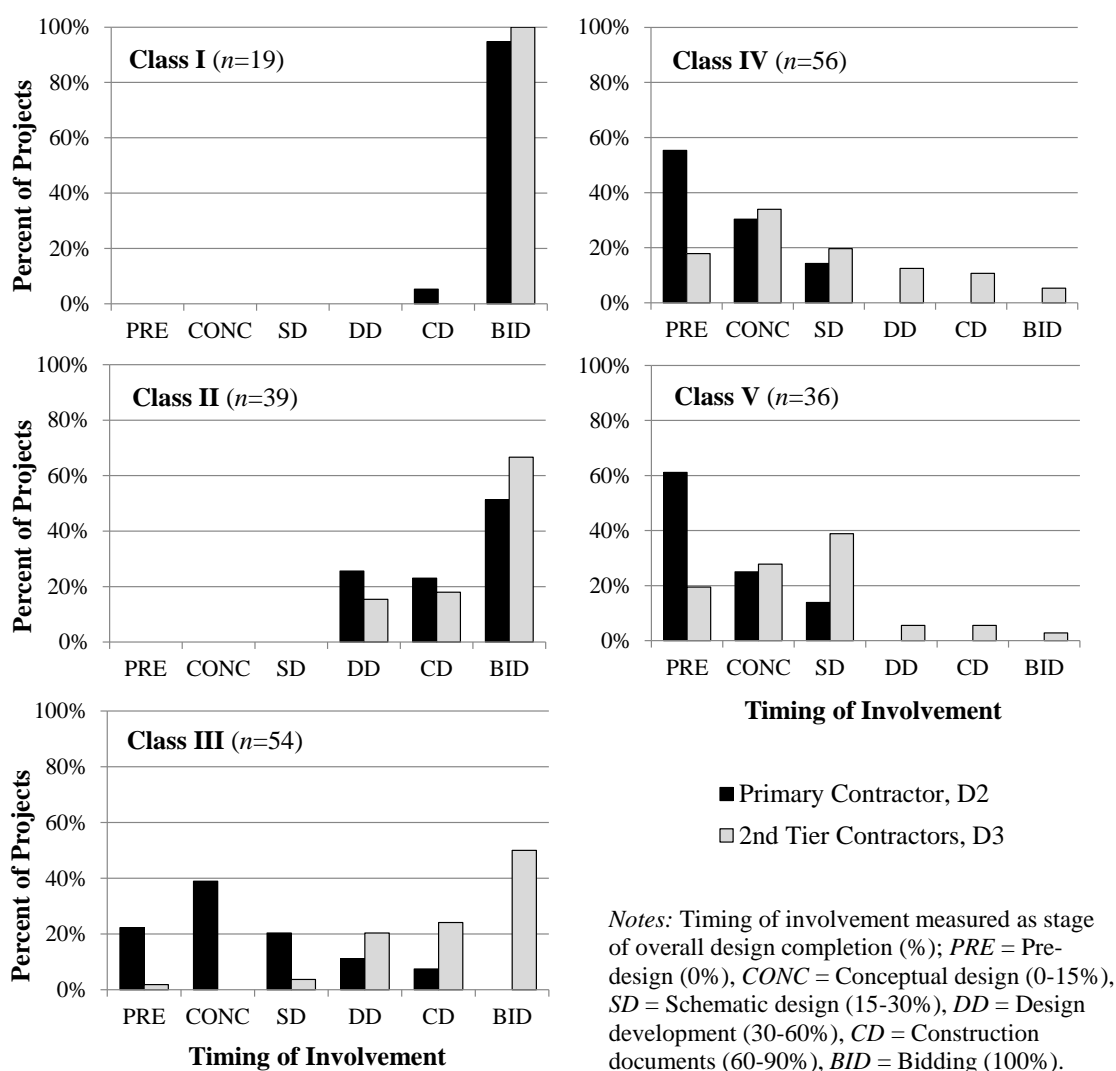 Percent of Projects
100%
80%
60%
40%
20%
0%
Class I (n=19)
PRE CONC SD DD CD BID
Percent of Projects
100%
80%
60%
40%
20%
0%
Class II (n=39)
PRE CONC SD DD CD BID
Percent of Projects
100%
80%
60%
40%
20%
0%
Class III (n=54)
PRE CONC SD DD CD BID
Timing of Involvement
100%
80%
60%
40%
20%
0%
Class IV (n=56)
PRE CONC SD DD CD BID
100%
80%
60%
40%
20%
0%
Class V (n=36)
PRE CONC SD DD CD BID
Timing of Involvement
Primary Contractor, D2
2nd Tier Contractors, D3
Notes: Timing of involvement measured as stage
of overall design completion (%); PRE = Pre-
design (0%), CONC = Conceptual design (0-15%),
SD = Schematic design (15-30%), DD = Design
development (30-60%), CD = Construction
documents (60-90%), BID = Bidding (100%).